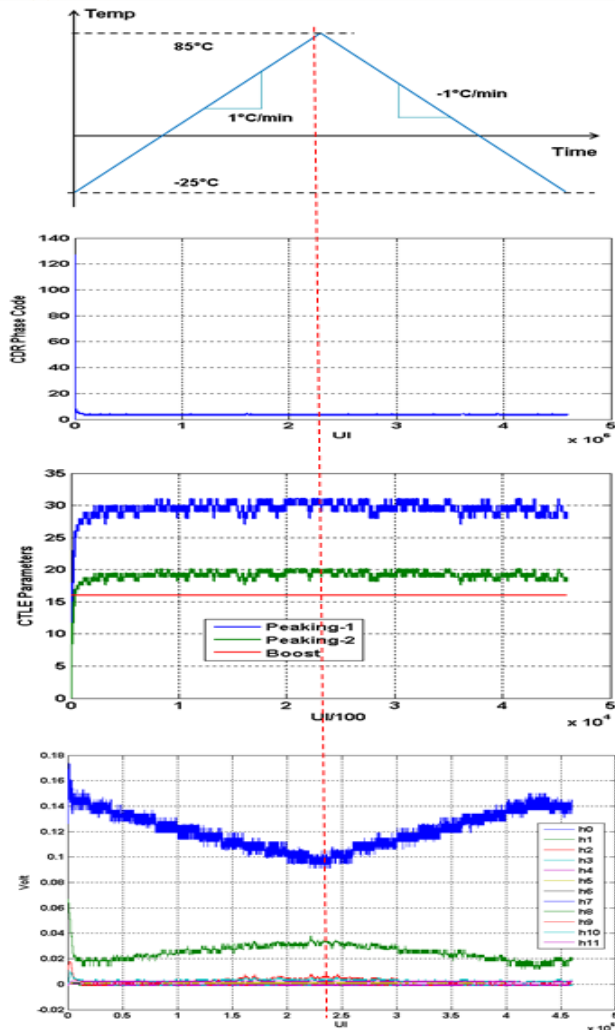 Temp
85°C
1°C/min
-1°C/min
Time
-25°C
CDR Phase Code
140
120
100
80
60
40
20
0
0 1 2 3 4 5
UI
x 10⁶
CTLE Parameters
35
30
25
20
15
10
5
0
Peaking-1
Peaking-2
Boost
0 1 2 3 4 5
UI/100
x 10⁴
Volt
0.18
0.16
0.14
0.12
0.1
0.08
0.06
0.04
0.02
0
-0.02
h0
h1
h2
h3
h4
h5
h6
h7
h8
h9
h10
h11
0 0.5 1 1.5 2 2.5 3 3.5 4 4.5
UI